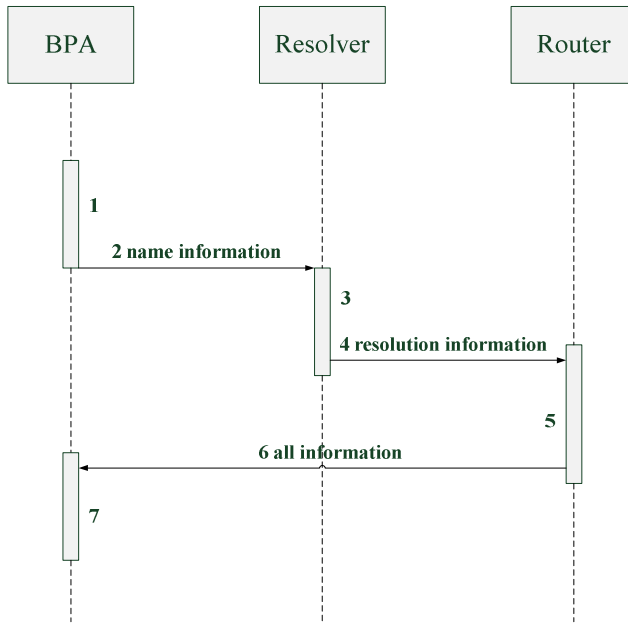 BPA
Resolver
Router
1
2 name information
3
4 resolution information
5
6 all information
7